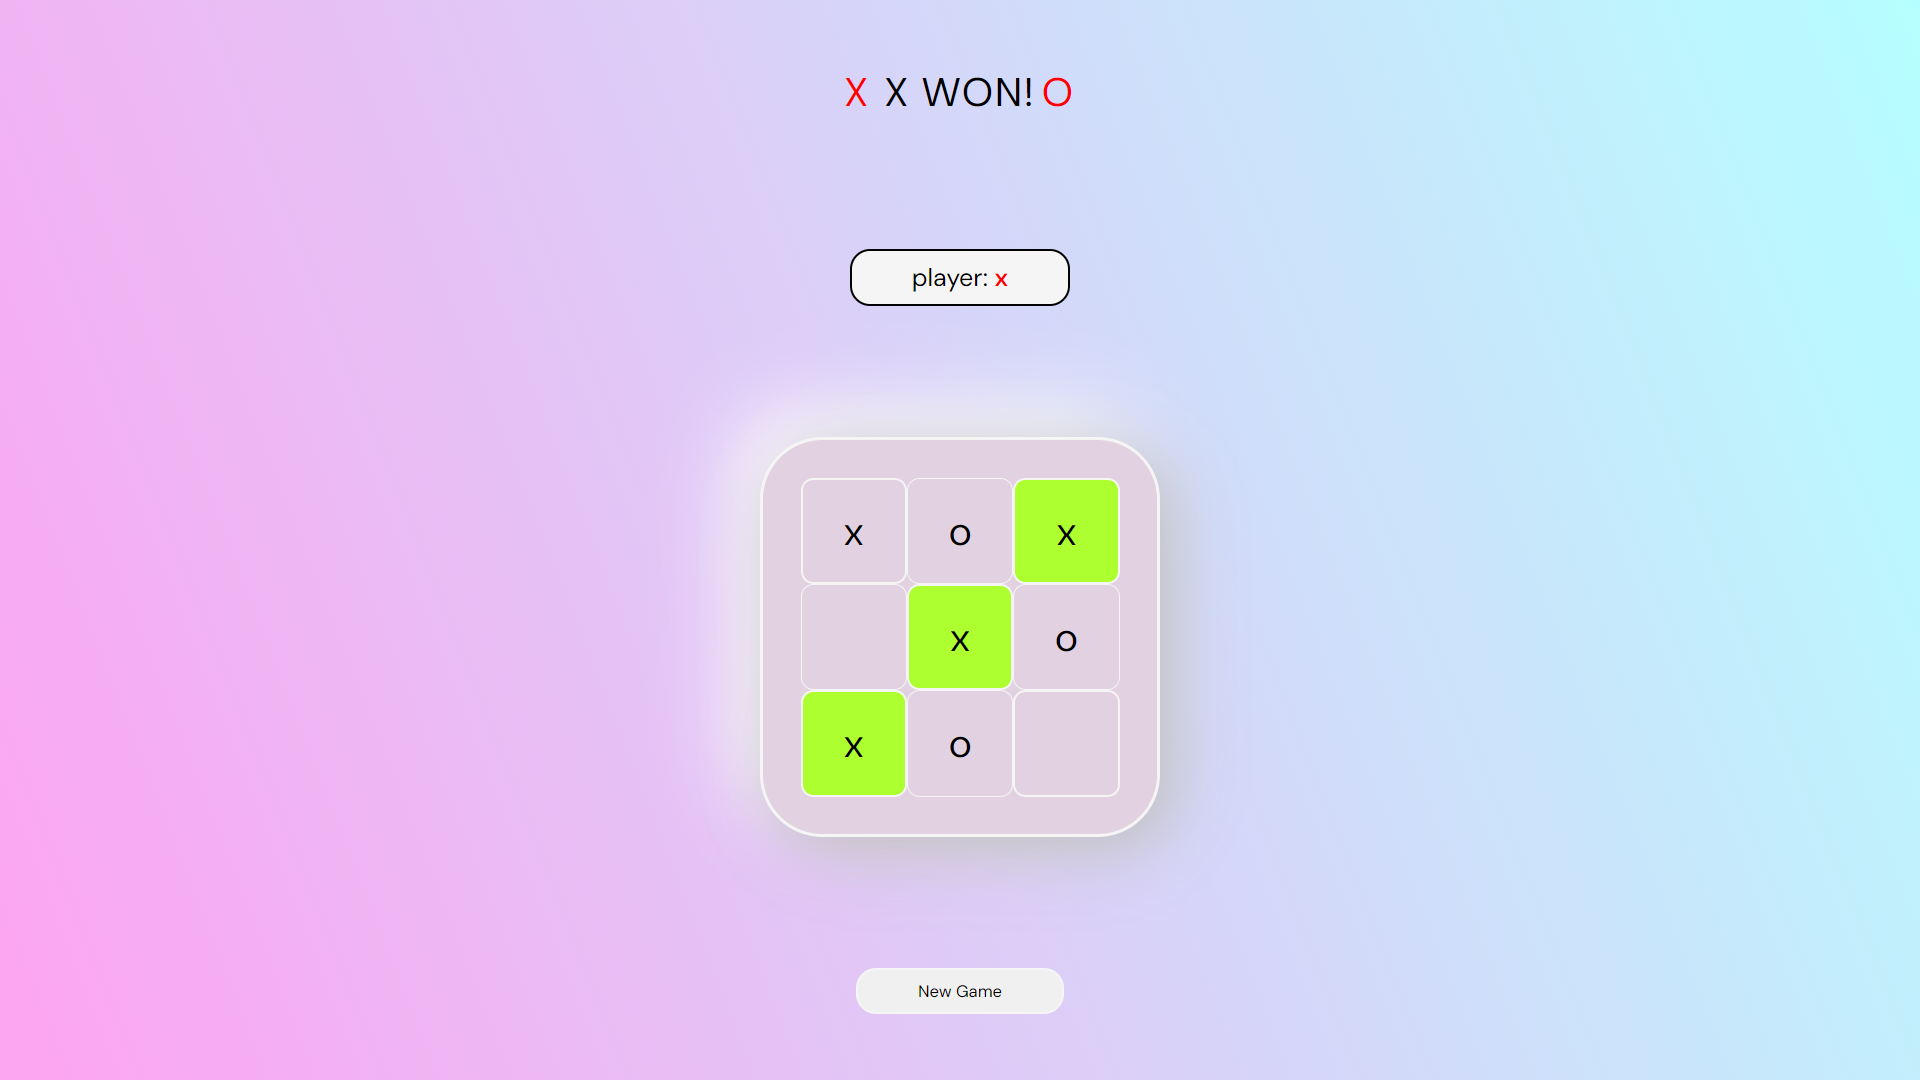 X X WON! O
player: x
x o x
x o
x o
New Game